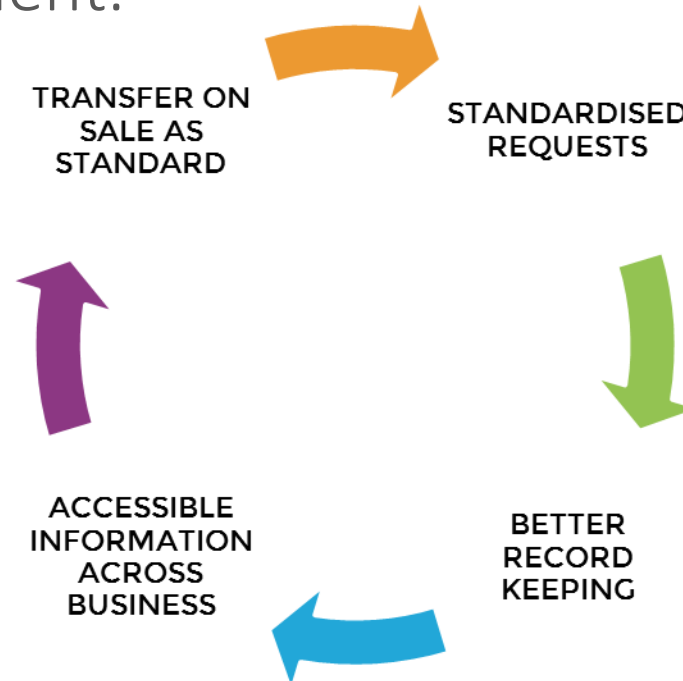 TRANSFER ON
SALE AS
STANDARD
STANDARDISED
REQUESTS
BETTER
RECORD
KEEPING
ACCESSIBLE
INFORMATION
ACROSS
BUSINESS